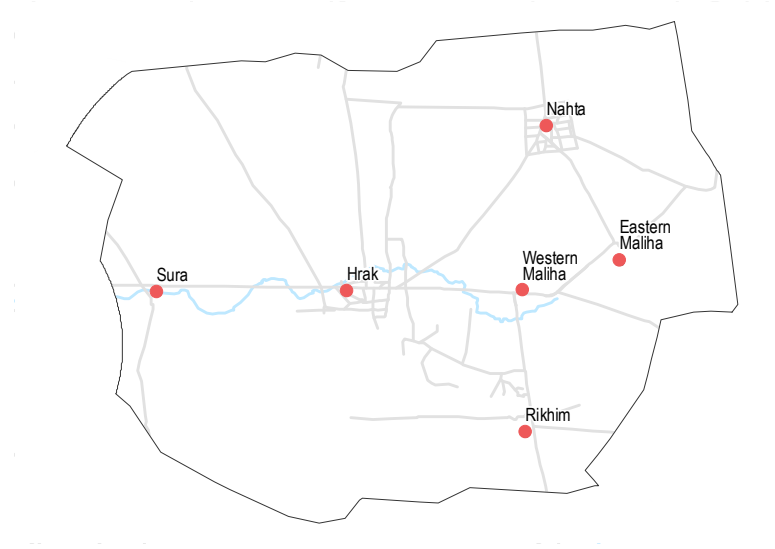 Nahta
Eastern
Maliha
Western
Maliha
Sura
Hrak
Rikhim